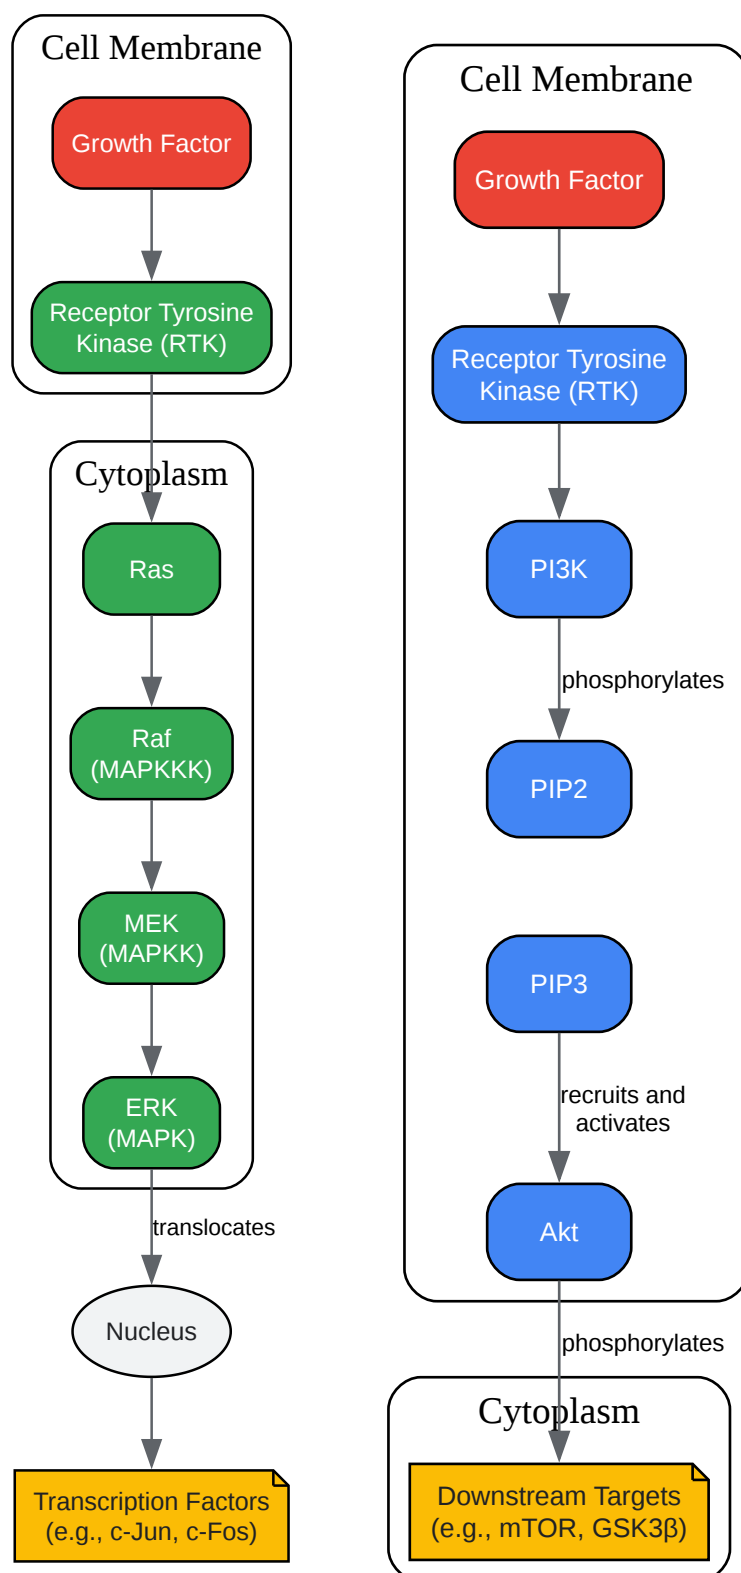 Cell Membrane
Growth Factor
Receptor Tyrosine
Kinase (RTK)
Cytoplasm
Ras
Raf
(MAPKKK)
MEK
(MAPKK)
ERK
(MAPK)
translocates
Nucleus
Transcription Factors
(e.g., c-Jun, c-Fos)
Cell Membrane
Growth Factor
Receptor Tyrosine
Kinase (RTK)
PI3K
phosphorylates
PIP2
PIP3
recruits and
activates
Akt
phosphorylates
Cytoplasm
Downstream Targets
(e.g., mTOR, GSK3β)